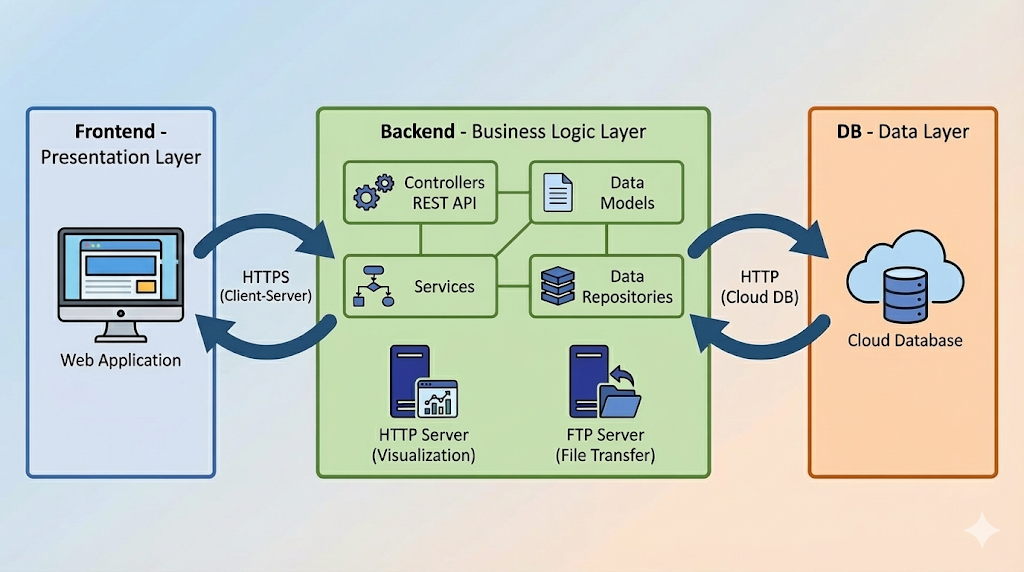 Frontend -
Presentation Layer
Web Application
HTTPS
(Client-Server)
Backend - Business Logic Layer
Controllers
REST API
Data
Models
Services
Data
Repositories
HTTP Server
(Visualization)
FTP Server
(File Transfer)
HTTP
(Cloud DB)
DB - Data Layer
Cloud Database